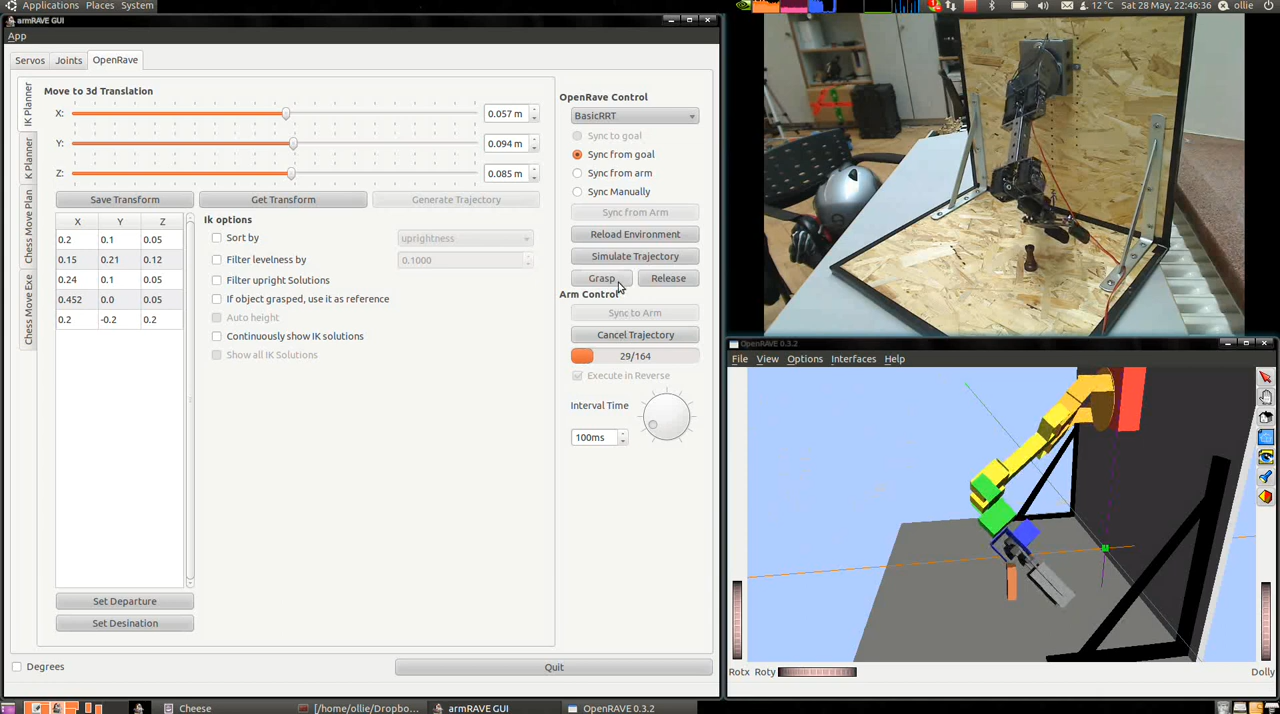 Applications Places System
12 °C Sat 28 May, 22:46:36 ollie
armRAVE GUI
App
Servos Joints OpenRave
IK Planner
K Planner
Chess Move Plan
Chess Move Exe
Move to 3d Translation
X: 0.057 m
Y: 0.094 m
Z: 0.085 m
Save Transform Get Transform Generate Trajectory
X Y Z
0.2 0.1 0.05
0.15 0.21 0.12
0.24 0.1 0.05
0.452 0.0 0.05
0.2 -0.2 0.2
Ik options
Sort by uprightness
Filter levelness by 0.1000
Filter upright Solutions
If object grasped, use it as reference
Auto height
Continuously show IK solutions
Show all IK Solutions
Set Departure
Set Desination
Degrees
Quit
OpenRave Control
BasicRRT
Sync to goal
Sync from goal
Sync from arm
Sync Manually
Sync from Arm
Reload Environment
Simulate Trajectory
Grasp Release
Arm Control
Sync to Arm
Cancel Trajectory
29/164
Execute in Reverse
Interval Time
100ms
OpenRAVE 0.3.2
File View Options Interfaces Help
Rotx Roty Dolly
Cheese [/home/ollie/Dropbo... armRAVE GUI OpenRAVE 0.3.2